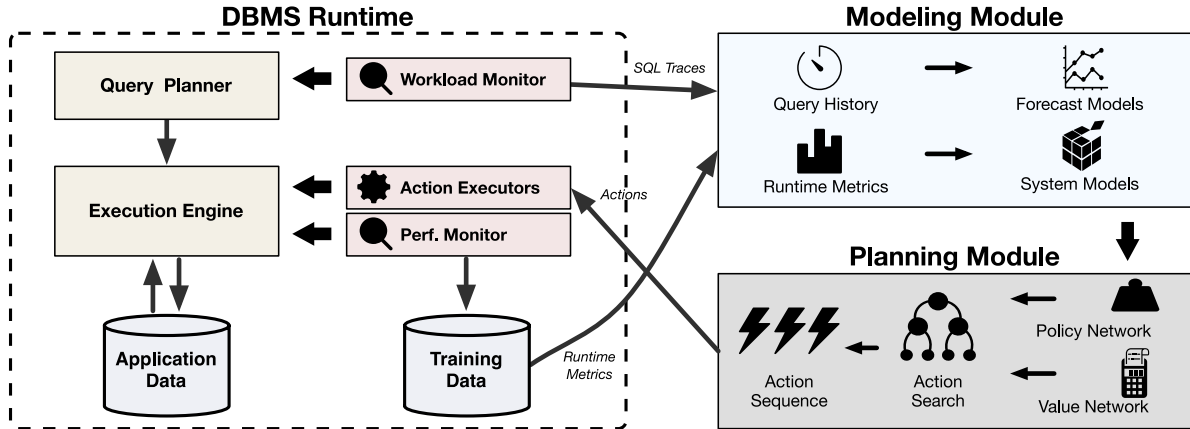 DBMS Runtime
Query Planner
Workload Monitor
Execution Engine
Action Executors
Perf. Monitor
Application
Data
Training
Data
SQL Traces
Actions
Runtime
Metrics
Modeling Module
Query History
Forecast Models
Runtime Metrics
System Models
Planning Module
Policy Network
Action
Sequence
Action
Search
Value Network